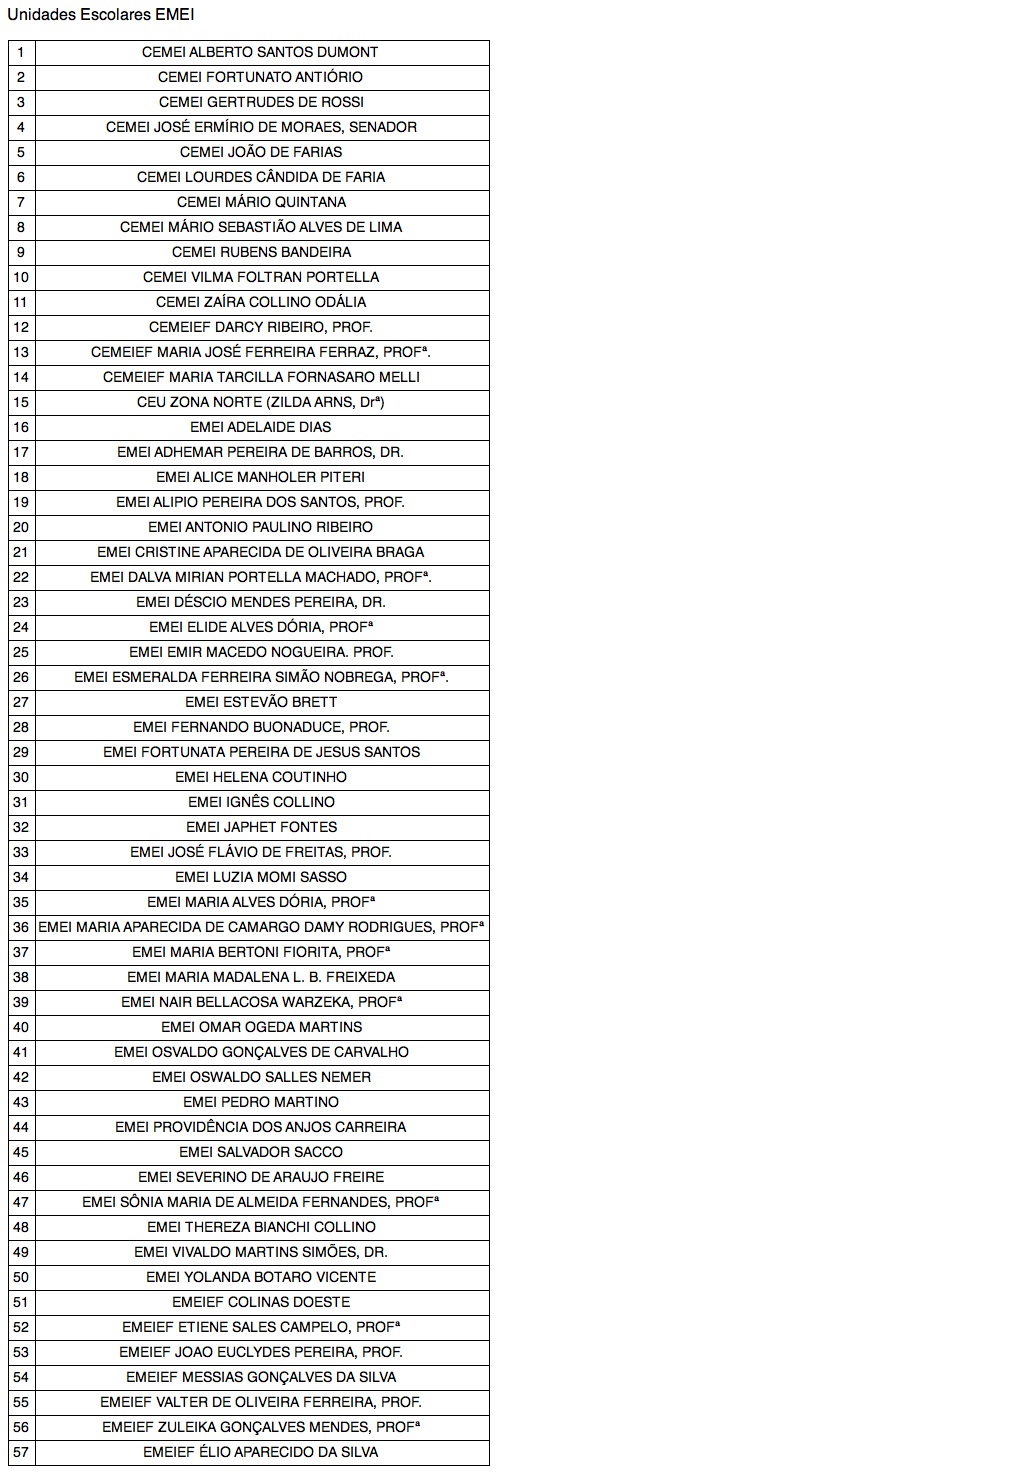 Unidades Escolares EMEI
1 CEMEI ALBERTO SANTOS DUMONT
2 CEMEI FORTUNATO ANTIÓRIO
3 CEMEI GERTRUDES DE ROSSI
4 CEMEI JOSÉ ERMÍRIO DE MORAES, SENADOR
5 CEMEI JOÃO DE FARIAS
6 CEMEI LOURDES CÂNDIDA DE FARIA
7 CEMEI MÁRIO QUINTANA
8 CEMEI MÁRIO SEBASTIÃO ALVES DE LIMA
9 CEMEI RUBENS BANDEIRA
10 CEMEI VILMA FOLTRAN PORTELLA
11 CEMEI ZAÍRA COLLINO ODÁLIA
12 CEMEIEF DARCY RIBEIRO, PROF.
13 CEMEIEF MARIA JOSÉ FERREIRA FERRAZ, PROFª.
14 CEMEIEF MARIA TARCILLA FORNASARO MELLI
15 CEU ZONA NORTE (ZILDA ARNS, Drª)
16 EMEI ADELAIDE DIAS
17 EMEI ADHEMAR PEREIRA DE BARROS, DR.
18 EMEI ALICE MANHOLER PITERI
19 EMEI ALIPIO PEREIRA DOS SANTOS, PROF.
20 EMEI ANTONIO PAULINO RIBEIRO
21 EMEI CRISTINE APARECIDA DE OLIVEIRA BRAGA
22 EMEI DALVA MIRIAN PORTELLA MACHADO, PROFª.
23 EMEI DÉSCIO MENDES PEREIRA, DR.
24 EMEI ELIDE ALVES DÓRIA, PROFª
25 EMEI EMIR MACEDO NOGUEIRA. PROF.
26 EMEI ESMERALDA FERREIRA SIMÃO NOBREGA, PROFª.
27 EMEI ESTEVÃO BRETT
28 EMEI FERNANDO BUONADUCE, PROF.
29 EMEI FORTUNATA PEREIRA DE JESUS SANTOS
30 EMEI HELENA COUTINHO
31 EMEI IGNÊS COLLINO
32 EMEI JAPHET FONTES
33 EMEI JOSÉ FLÁVIO DE FREITAS, PROF.
34 EMEI LUZIA MOMI SASSO
35 EMEI MARIA ALVES DÓRIA, PROFª
36 EMEI MARIA APARECIDA DE CAMARGO DAMY RODRIGUES, PROFª
37 EMEI MARIA BERTONI FIORITA, PROFª
38 EMEI MARIA MADALENA L. B. FREIXEDA
39 EMEI NAIR BELLACOSA WARZEKA, PROFª
40 EMEI OMAR OGEDA MARTINS
41 EMEI OSVALDO GONÇALVES DE CARVALHO
42 EMEI OSWALDO SALLES NEMER
43 EMEI PEDRO MARTINO
44 EMEI PROVIDÊNCIA DOS ANJOS CARREIRA
45 EMEI SALVADOR SACCO
46 EMEI SEVERINO DE ARAUJO FREIRE
47 EMEI SÔNIA MARIA DE ALMEIDA FERNANDES, PROFª
48 EMEI THEREZA BIANCHI COLLINO
49 EMEI VIVALDO MARTINS SIMÕES, DR.
50 EMEI YOLANDA BOTARO VICENTE
51 EMEIEF COLINAS DOESTE
52 EMEIEF ETIENE SALES CAMPELO, PROFª
53 EMEIEF JOAO EUCLYDES PEREIRA, PROF.
54 EMEIEF MESSIAS GONÇALVES DA SILVA
55 EMEIEF VALTER DE OLIVEIRA FERREIRA, PROF.
56 EMEIEF ZULEIKA GONÇALVES MENDES, PROFª
57 EMEIEF ÉLIO APARECIDO DA SILVA